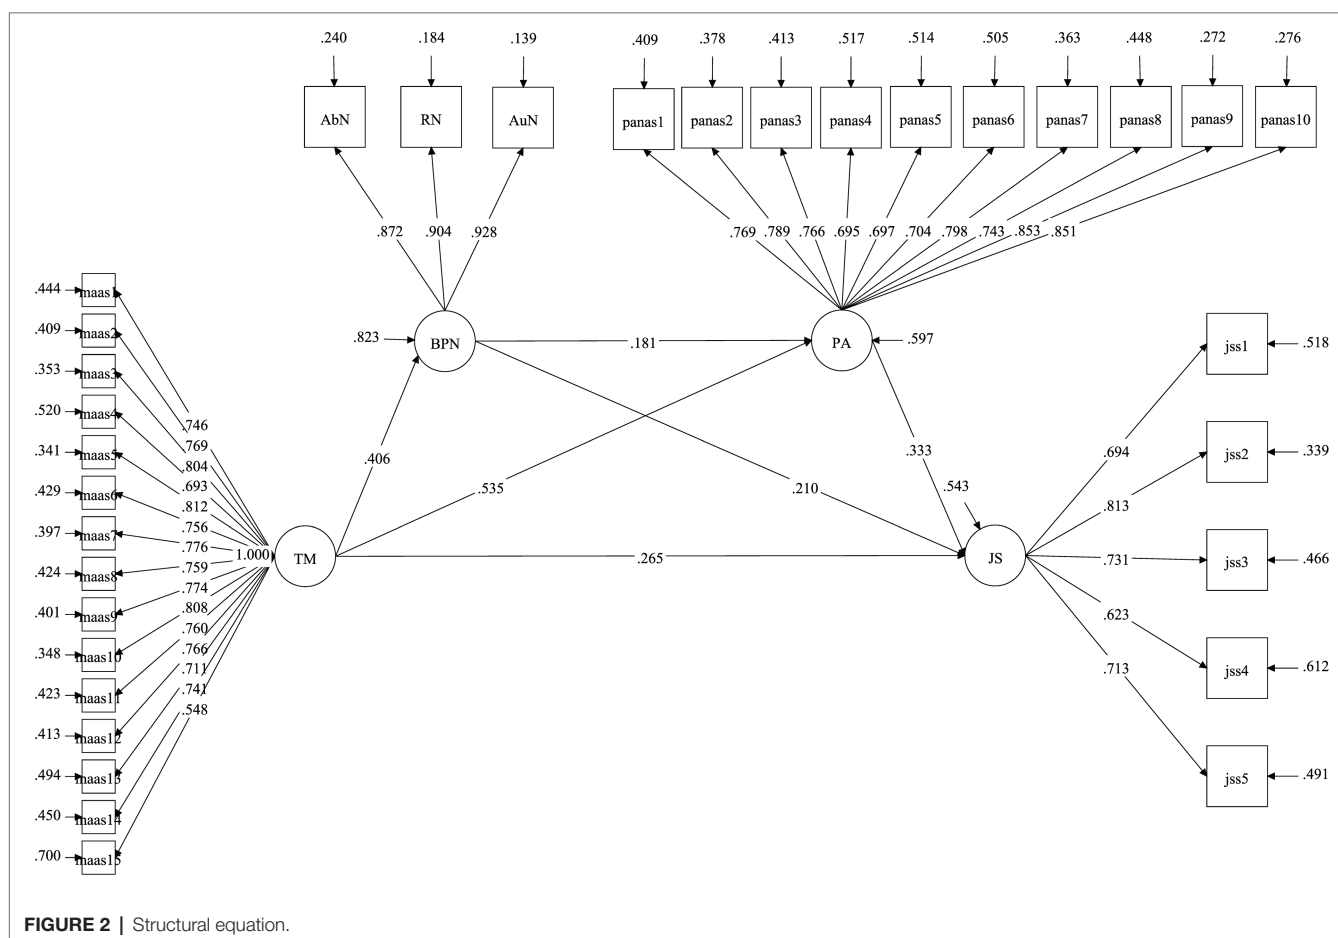 .240 .184 .139 .409 .378 .413 .517 .514 .505 .363 .448 .272 .276
AbN RN AuN panas1 panas2 panas3 panas4 panas5 panas6 panas7 panas8 panas9 panas10
.872 .904 .928 .769 .789 .766 .695 .697 .704 .798 .743 .853 .851
.444 maas1
.409 maas2
.823 BPN .181 PA .597
jss1 .518
.353 maas3
.520 maas4
.746
.769
.341 maas5
.406 .333 .694 jss2 .339
.804
.693
.429 maas6
.535 .210 .543
.812
.813
.756
.397 maas7
.776
1.000 TM .265 JS .731 jss3 .466
.759
.424 maas8
.774
.401 maas9
.808
.623
.760
.348 maas10
.766
.711
.713 jss4 .612
.741
.423 maas11
.548
.413 maas12
.494 maas13
jss5 .491
.450 maas14
.700 maas15
FIGURE 2 | Structural equation.